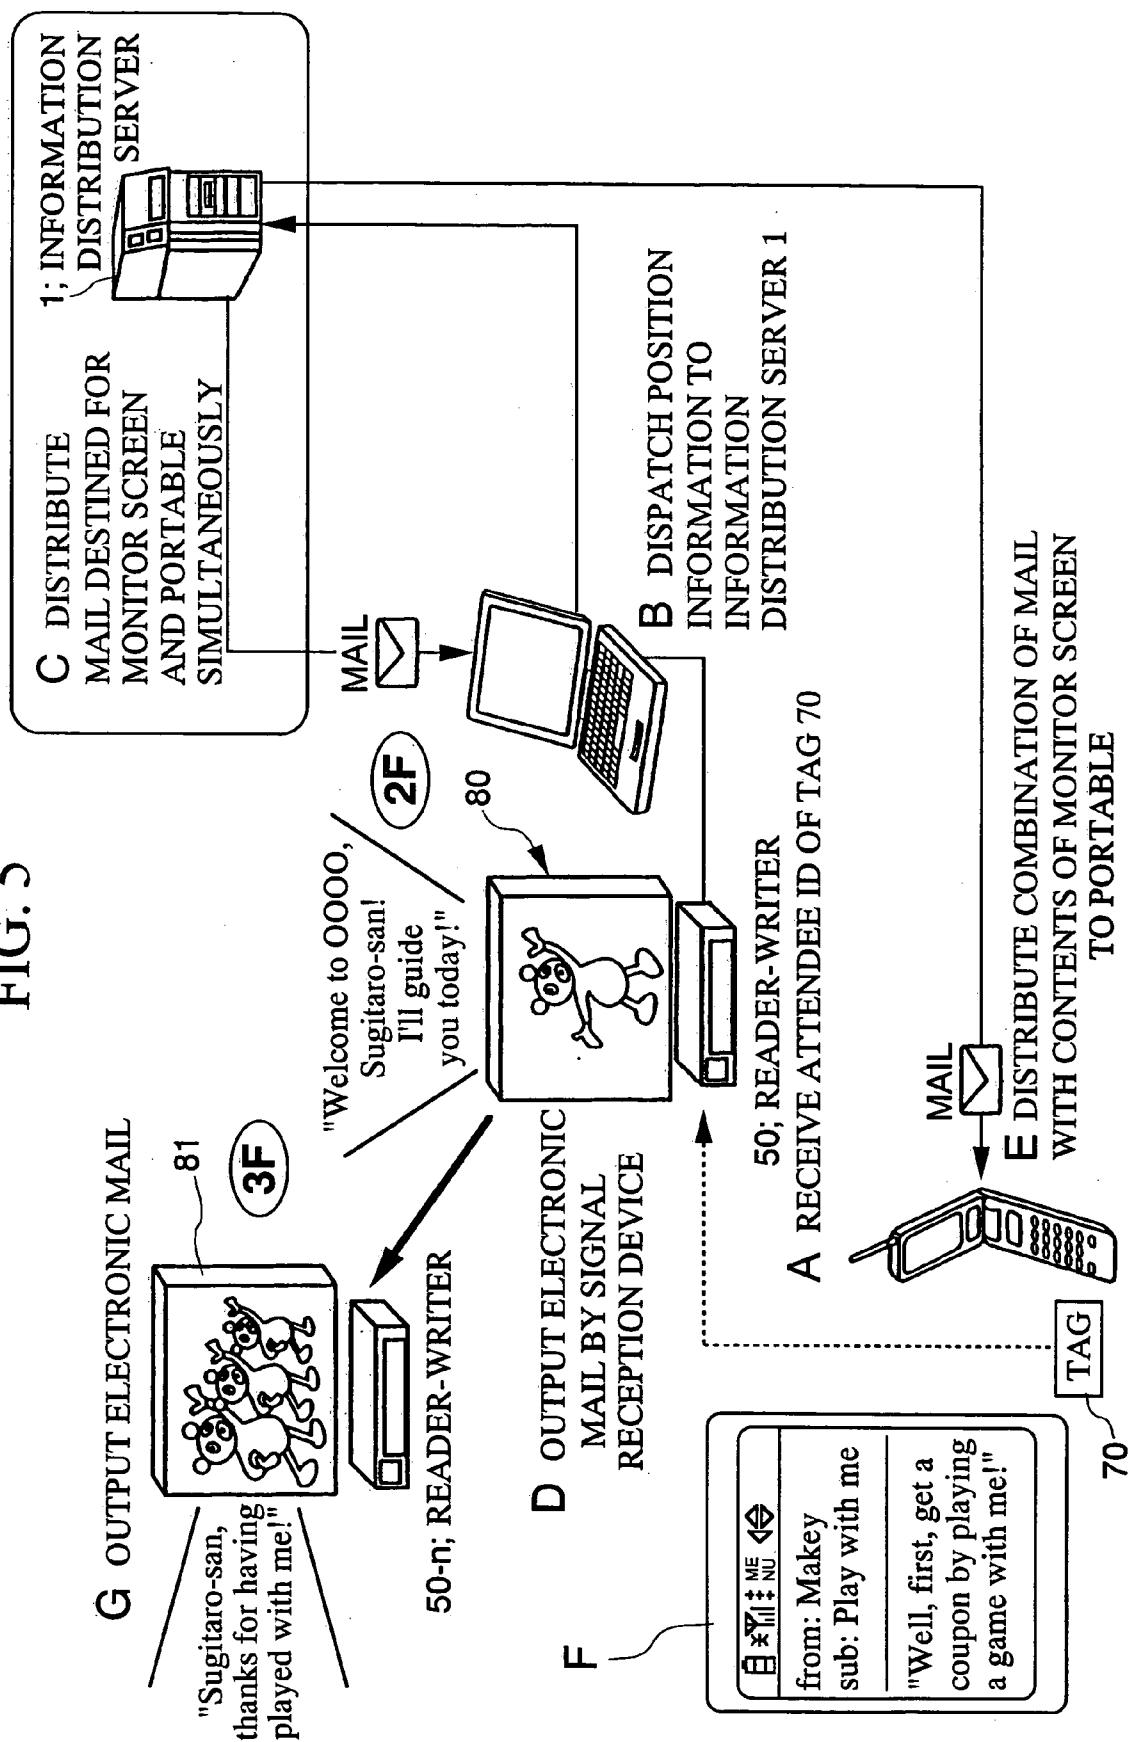 FIG. 5
1; INFORMATION
DISTRIBUTION
SERVER
C DISTRIBUTE
MAIL DESTINED FOR
MONITOR SCREEN
AND PORTABLE
SIMULTANEOUSLY
MAIL
2F
80
"Welcome to OOOO,
Sugitaro-san!
I'll guide
you today!"
B DISPATCH POSITION
INFORMATION TO
INFORMATION
DISTRIBUTION SERVER 1
50; READER-WRITER
A RECEIVE ATTENDEE ID OF TAG 70
D OUTPUT ELECTRONIC
MAIL BY SIGNAL
RECEPTION DEVICE
G OUTPUT ELECTRONIC MAIL
81
3F
"Sugitaro-san,
thanks for having
played with me!"
50-n; READER-WRITER
MAIL
E DISTRIBUTE COMBINATION OF MAIL
WITH CONTENTS OF MONITOR SCREEN
TO PORTABLE
TAG
70
F
ME
NU
from: Makey
sub: Play with me
"Well, first, get a
coupon by playing
a game with me!"